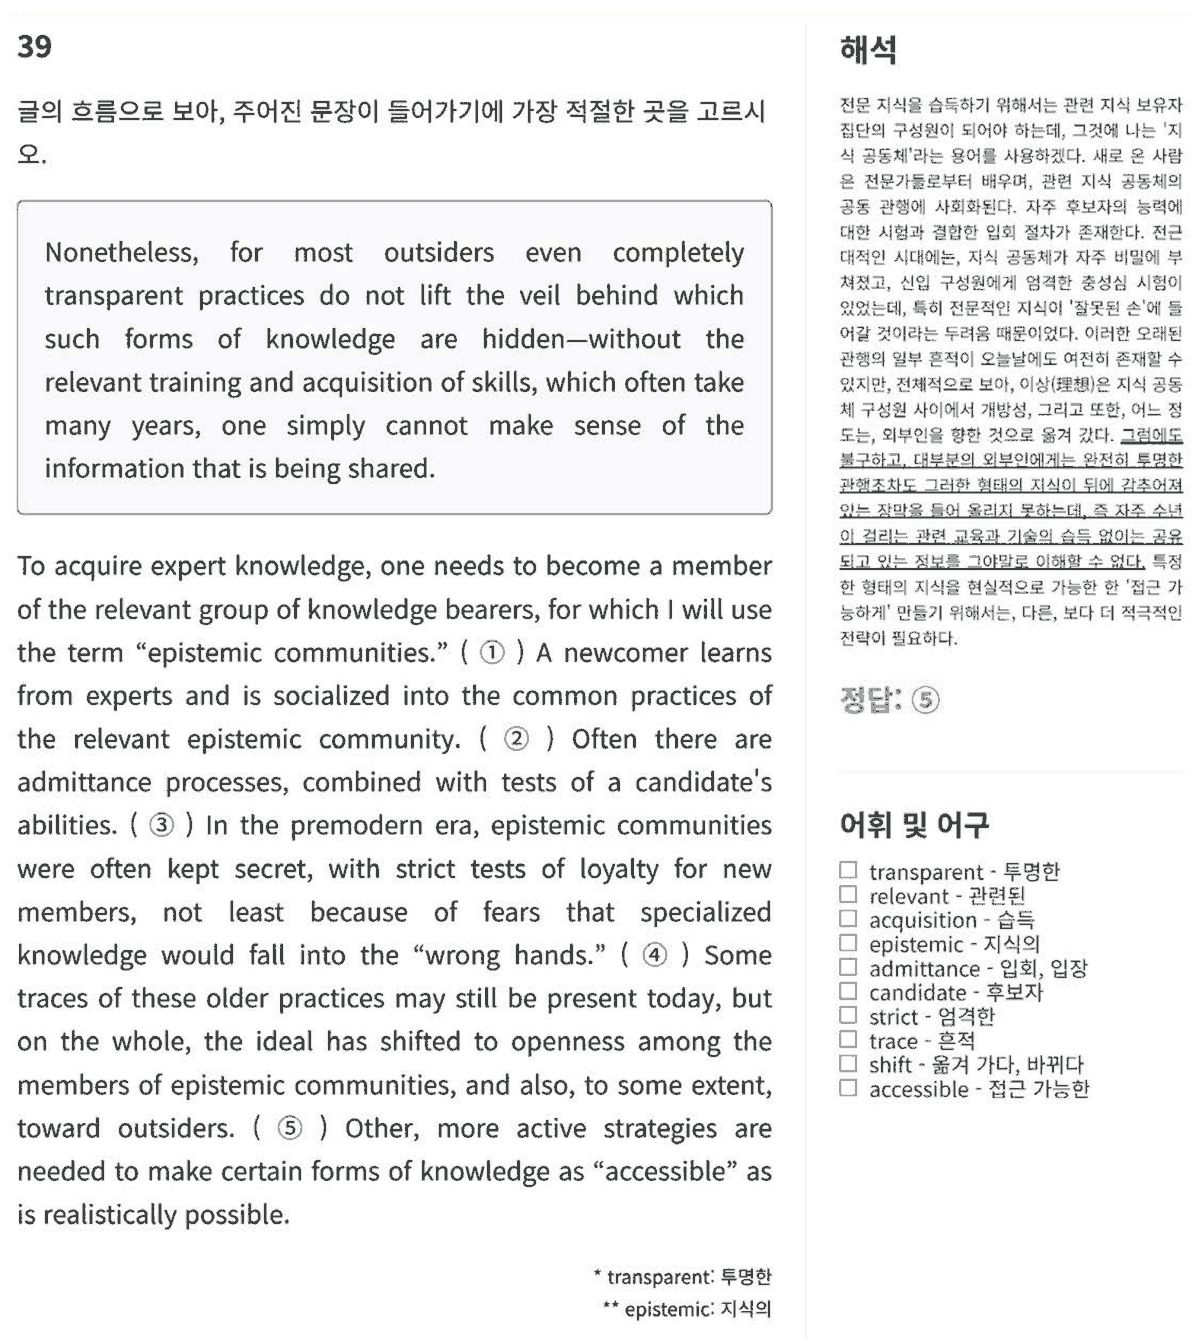 39
글의 흐름으로 보아, 주어진 문장이 들어가기에 가장 적절한 곳을 고르시
오.
Nonetheless, for most outsiders even completely
transparent practices do not lift the veil behind which
such forms of knowledge are hidden—without the
relevant training and acquisition of skills, which often take
many years, one simply cannot make sense of the
information that is being shared.
To acquire expert knowledge, one needs to become a member
of the relevant group of knowledge bearers, for which I will use
the term “epistemic communities.” ( ① ) A newcomer learns
from experts and is socialized into the common practices of
the relevant epistemic community. ( ② ) Often there are
admittance processes, combined with tests of a candidate's
abilities. ( ③ ) In the premodern era, epistemic communities
were often kept secret, with strict tests of loyalty for new
members, not least because of fears that specialized
knowledge would fall into the “wrong hands.” ( ④ ) Some
traces of these older practices may still be present today, but
on the whole, the ideal has shifted to openness among the
members of epistemic communities, and also, to some extent,
toward outsiders. ( ⑤ ) Other, more active strategies are
needed to make certain forms of knowledge as “accessible” as
is realistically possible.
* transparent: 투명한
** epistemic: 지식의
해석
전문 지식을 습득하기 위해서는 관련 지식 보유자
집단의 구성원이 되어야 하는데, 그것에 나는 '지
식 공동체'라는 용어를 사용하겠다. 새로 온 사람
은 전문가들로부터 배우며, 관련 지식 공동체의
공동 관행에 사회화된다. 자주 후보자의 능력에
대한 시험과 결합한 입회 절차가 존재한다. 전근
대적인 시대에는, 지식 공동체가 자주 비밀에 부
쳐졌고, 신입 구성원에게 엄격한 충성심 시험이
있었는데, 특히 전문적인 지식이 '잘못된 손'에 들
어갈 것이라는 두려움 때문이었다. 이러한 오래된
관행의 일부 흔적이 오늘날에도 여전히 존재할 수
있지만, 전체적으로 보아, 이상(理想)은 지식 공동
체 구성원 사이에서 개방성, 그리고 또한, 어느 정
도는, 외부인을 향한 것으로 옮겨 갔다. 그럼에도
불구하고, 대부분의 외부인에게는 완전히 투명한
관행조차도 그러한 형태의 지식이 뒤에 감추어져
있는 장막을 들어 올리지 못하는데, 즉 자주 수년
이 걸리는 관련 교육과 기술의 습득 없이는 공유
되고 있는 정보를 그야말로 이해할 수 없다. 특정
한 형태의 지식을 현실적으로 가능한 한 '접근 가
능하게' 만들기 위해서는, 다른, 보다 더 적극적인
전략이 필요하다.
정답: ⑤
어휘 및 어구
☐ transparent - 투명한
☐ relevant - 관련된
☐ acquisition - 습득
☐ epistemic - 지식의
☐ admittance - 입회, 입장
☐ candidate - 후보자
☐ strict - 엄격한
☐ trace - 흔적
☐ shift - 옮겨 가다, 바뀌다
☐ accessible - 접근 가능한